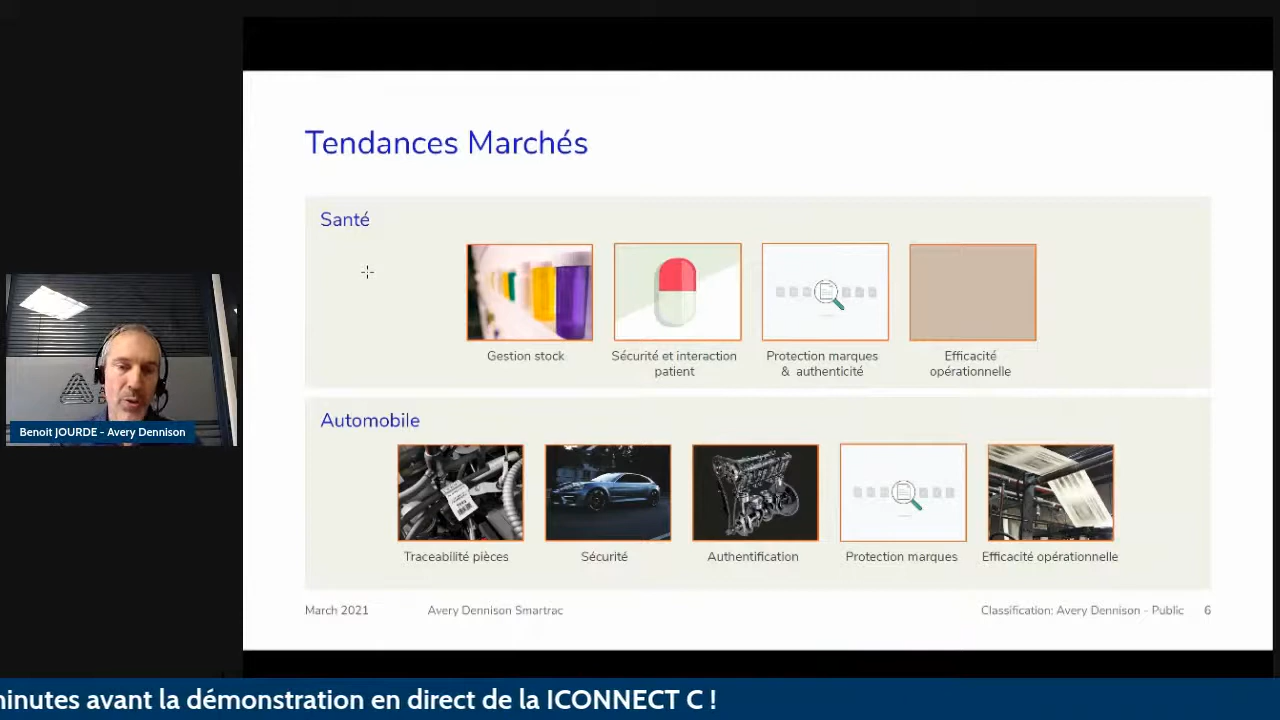 Tendances Marchés
Santé
Gestion stock
Sécurité et interaction
patient
Protection marques
& authenticité
Efficacité
opérationnelle
Automobile
Traceabilité pièces
Sécurité
Authentification
Protection marques
Efficacité opérationnelle
March 2021
Avery Dennison Smartrac
Classification: Avery Dennison - Public
6
Benoit JOURDE - Avery Dennison
minutes avant la démonstration en direct de la ICONNECT C !